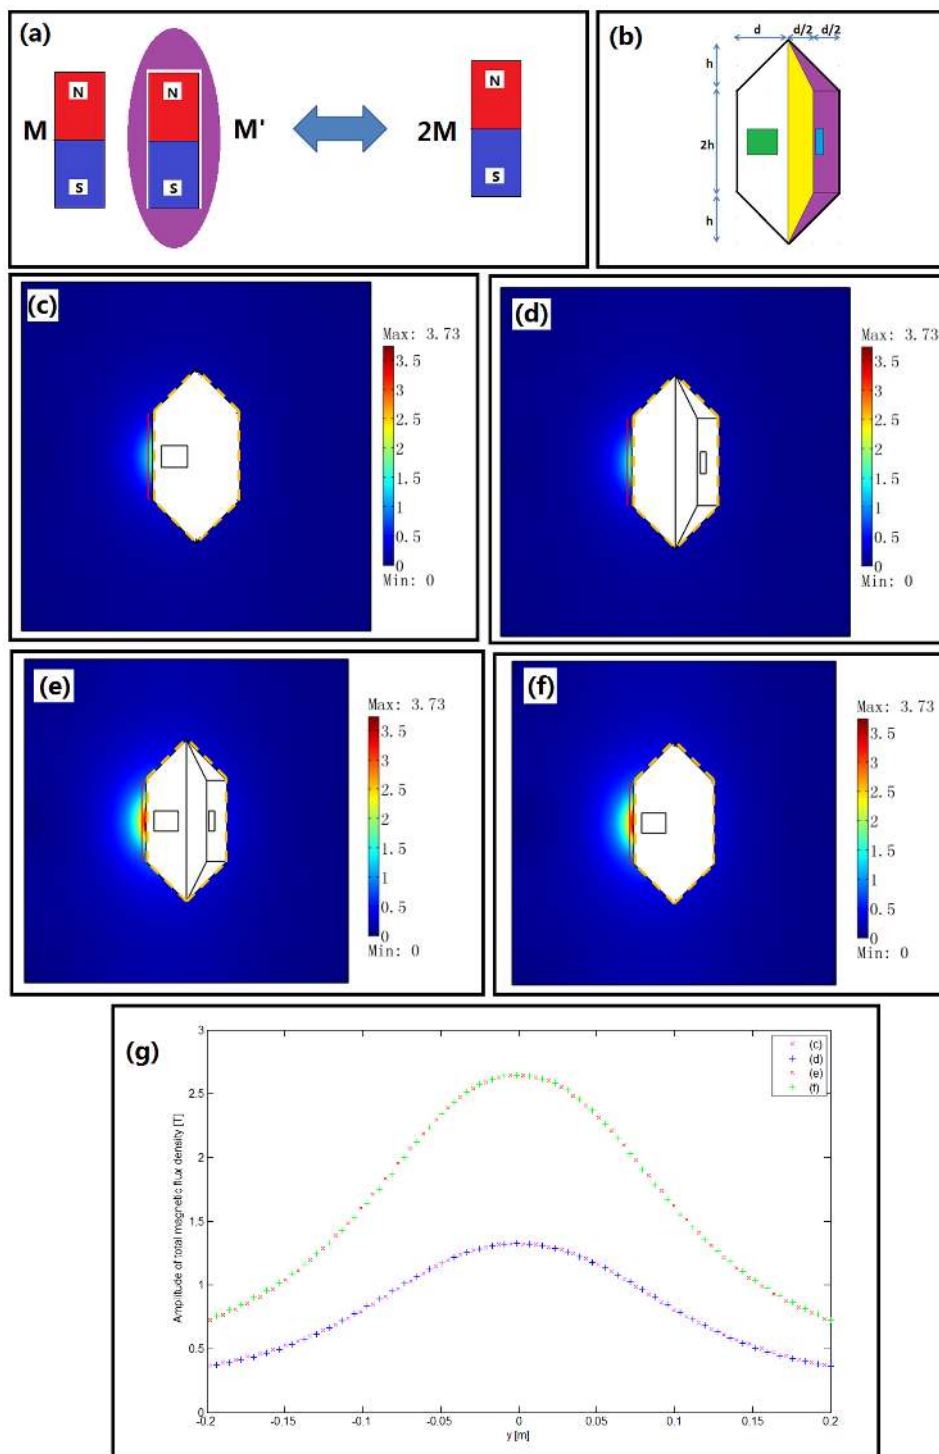 (a)
N
N
M
M'
2M
N
S
S
S
(b)
d
d/2
d/2
h
2h
h
(c)
Max: 3.73
3.5
3
2.5
2
1.5
1
0.5
0
Min: 0
(d)
Max: 3.73
3.5
3
2.5
2
1.5
1
0.5
0
Min: 0
(e)
Max: 3.73
3.5
3
2.5
2
1.5
1
0.5
0
Min: 0
(f)
Max: 3.73
3.5
3
2.5
2
1.5
1
0.5
0
Min: 0
(g)
Amplitude of total magnetic flux density [T]
3
2.5
2
1.5
1
0.5
0
-0.2
-0.15
-0.1
-0.05
0
0.05
0.1
0.15
0.2
y [m]
(c)
(d)
(e)
(f)